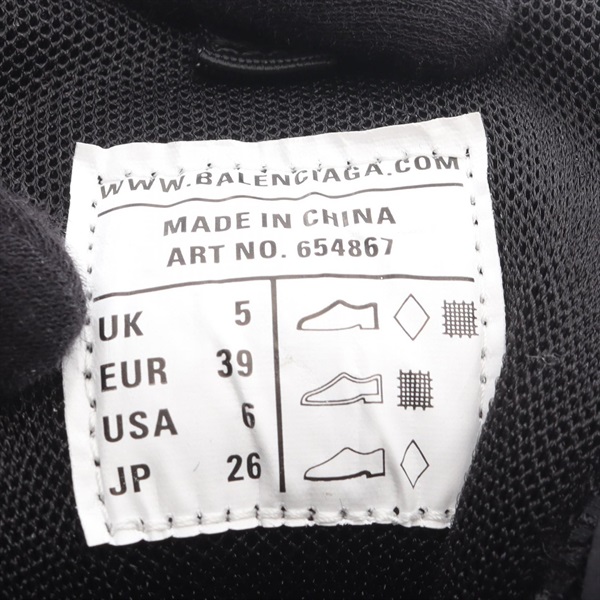 WWW.BALENCIAGA.COM
MADE IN CHINA
ART NO. 654867
UK 5
EUR 39
USA 6
JP 26